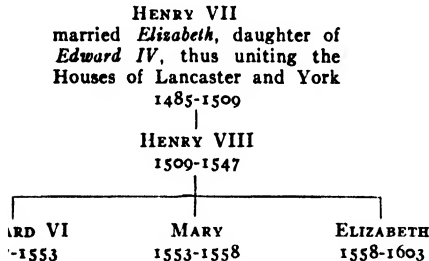 HENRY VII
married Elizabeth, daughter of
Edward IV, thus uniting the
Houses of Lancaster and York
1485-1509
HENRY VIII
1509-1547
ARD VI MARY ELIZABETH
-1553 1553-1558 1558-1603